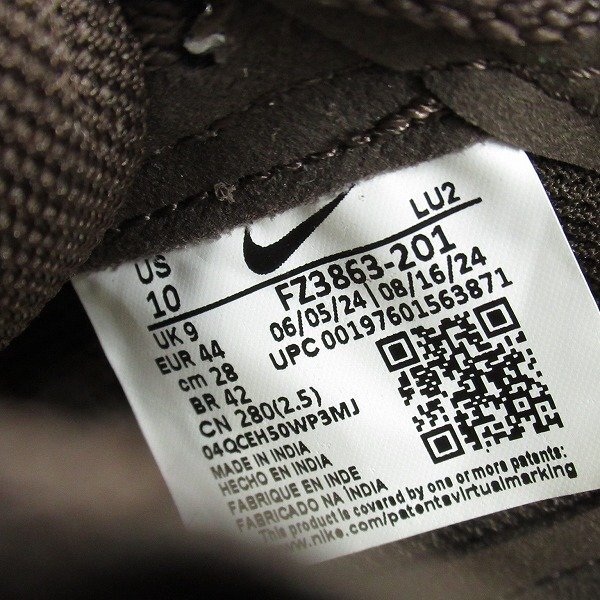 LU2
US
10
FZ3863-201
06/05/24 | 08/16/24
UPC 00197601563871
UK 9
EUR 44
cm 28
BR 42
CN 280(2.5)
04QCEH50WP3MJ
MADE IN INDIA
HECHO EN INDIA
FABRIQUE EN INDE
FABRICADO NA INDIA
This product is covered by one or more patents:
www.nike.com/patentavirtualmarking